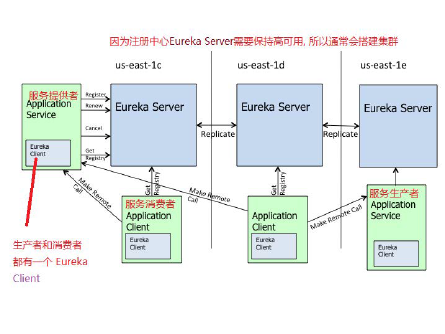 因为注册中心Eureka Server需要保持高可用, 所以通常会搭建集群
us-east-1c
us-east-1d
us-east-1e
服务提供者
Application
Service
Eureka
Client
Register
Renew
Cancel
Get
Registry
Eureka Server
Replicate
Eureka Server
Replicate
Eureka Server
Make Remote
Call
Get
Registry
Make Remote
Call
Get
Registry
Make Remote Call
服务消费者
Application
Client
Eureka
Client
Application
Client
Eureka
Client
服务生产者
Application
Service
Eureka
Client
生产者和消费者
都有一个 Eureka
Client